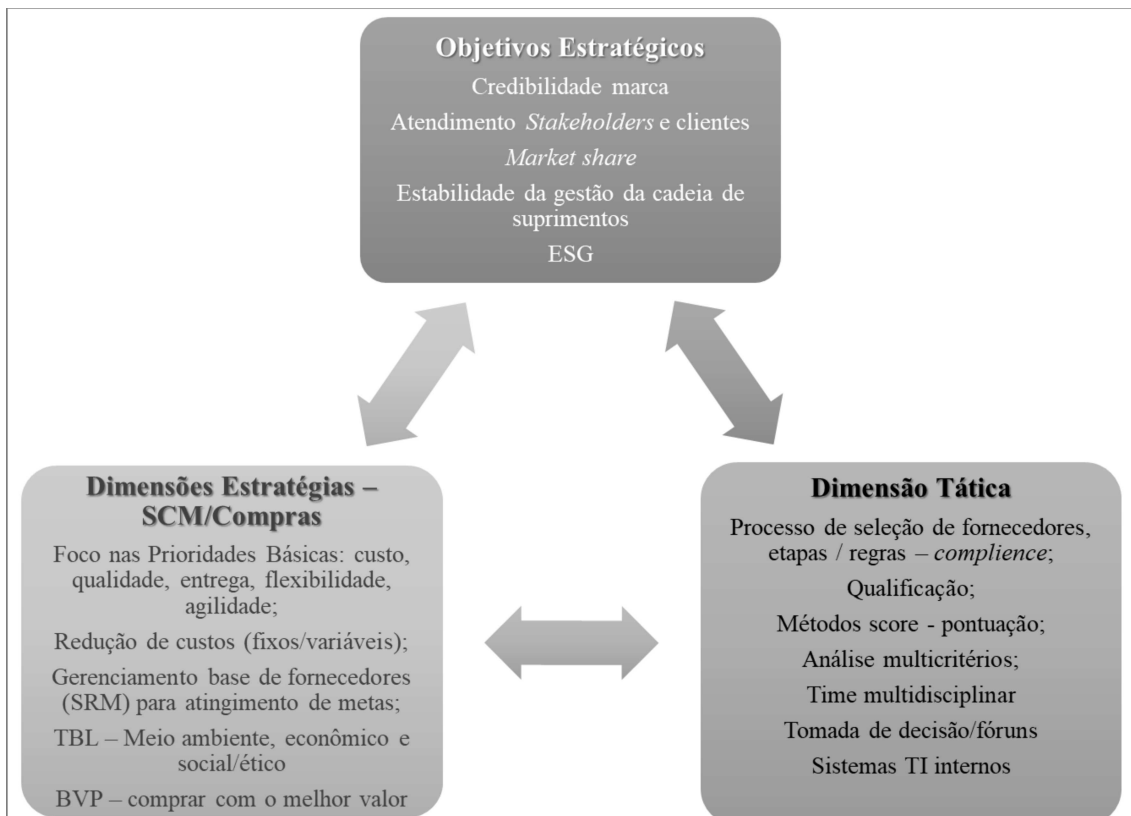 Objetivos Estratégicos
Credibilidade marca
Atendimento Stakeholders e clientes
Market share
Estabilidade da gestão da cadeia de
suprimentos
ESG
Dimensões Estratégias –
SCM/Compras
Foco nas Prioridades Básicas: custo,
qualidade, entrega, flexibilidade,
agilidade;
Redução de custos (fixos/variáveis);
Gerenciamento base de fornecedores
(SRM) para atingimento de metas;
TBL – Meio ambiente, econômico e
social/ético
BVP – comprar com o melhor valor
Dimensão Tática
Processo de seleção de fornecedores,
etapas / regras – complience;
Qualificação;
Métodos score - pontuação;
Análise multicritérios;
Time multidisciplinar
Tomada de decisão/fóruns
Sistemas TI internos